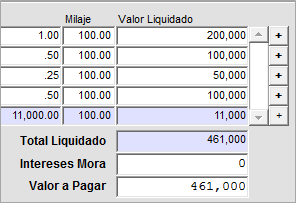 Milaje Valor Liquidado
1.00 100.00 200,000 +
.50 100.00 100,000 +
.25 100.00 50,000 +
.50 100.00 100,000 +
11,000.00 100.00 11,000 +
Total Liquidado 461,000
Intereses Mora 0
Valor a Pagar 461,000